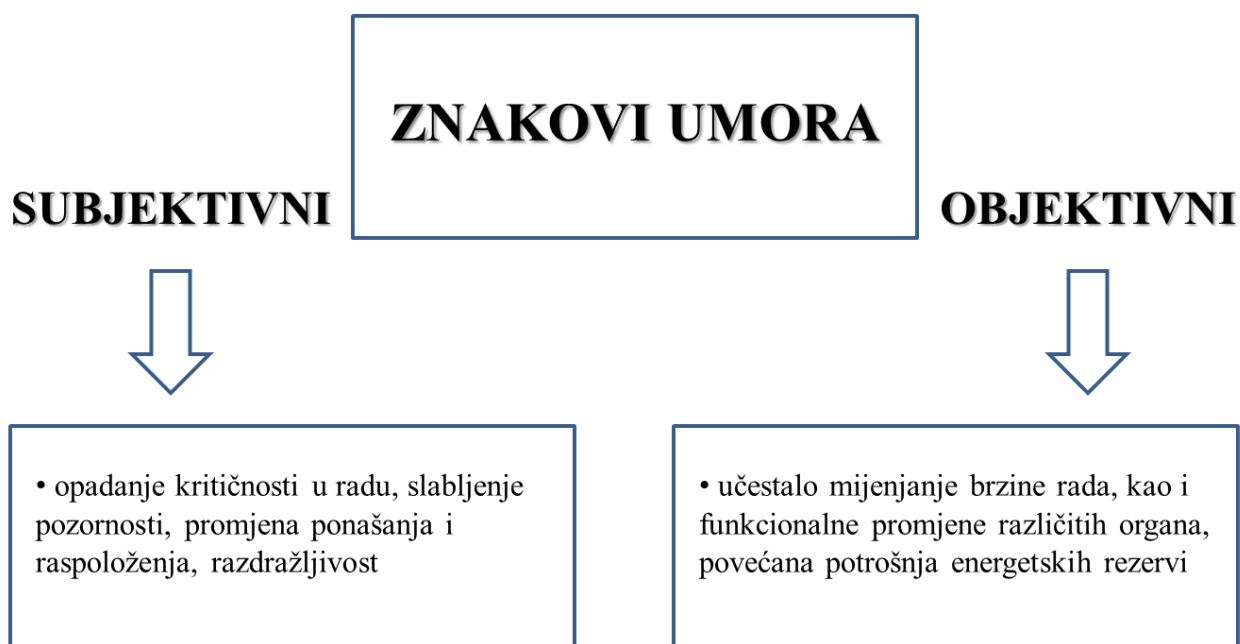 ZNAKOVI UMORA
SUBJEKTIVNI
OBJEKTIVNI
• opadanje kritičnosti u radu, slabljenje
pozornosti, promjena ponašanja i
raspoloženja, razdražljivost
• učestalo mijenjanje brzine rada, kao i
funkcionalne promjene različitih organa,
povećana potrošnja energetskih rezervi